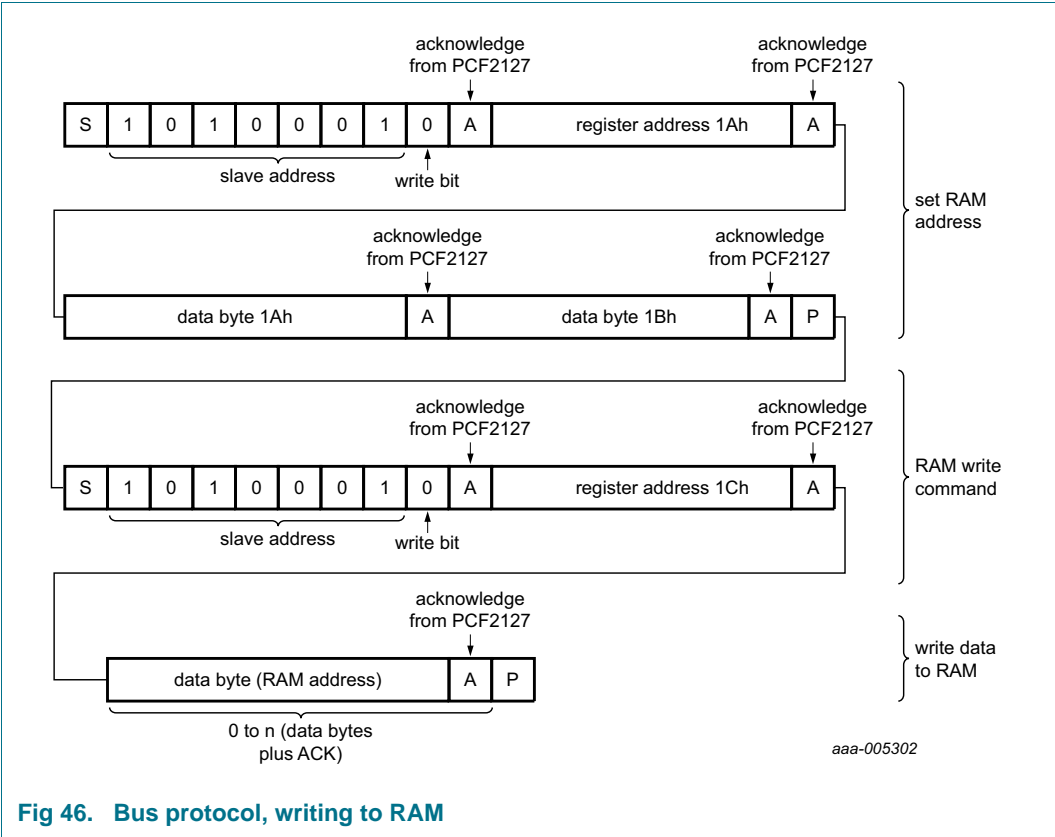 acknowledge
from PCF2127
acknowledge
from PCF2127
S 1 0 1 0 0 0 1 0 A register address 1Ah A
slave address
write bit
set RAM
address
acknowledge
from PCF2127
acknowledge
from PCF2127
data byte 1Ah A data byte 1Bh A P
acknowledge
from PCF2127
acknowledge
from PCF2127
S 1 0 1 0 0 0 1 0 A register address 1Ch A
slave address
write bit
RAM write
command
acknowledge
from PCF2127
data byte (RAM address) A P
write data
to RAM
0 to n (data bytes
plus ACK)
aaa-005302
Fig 46. Bus protocol, writing to RAM